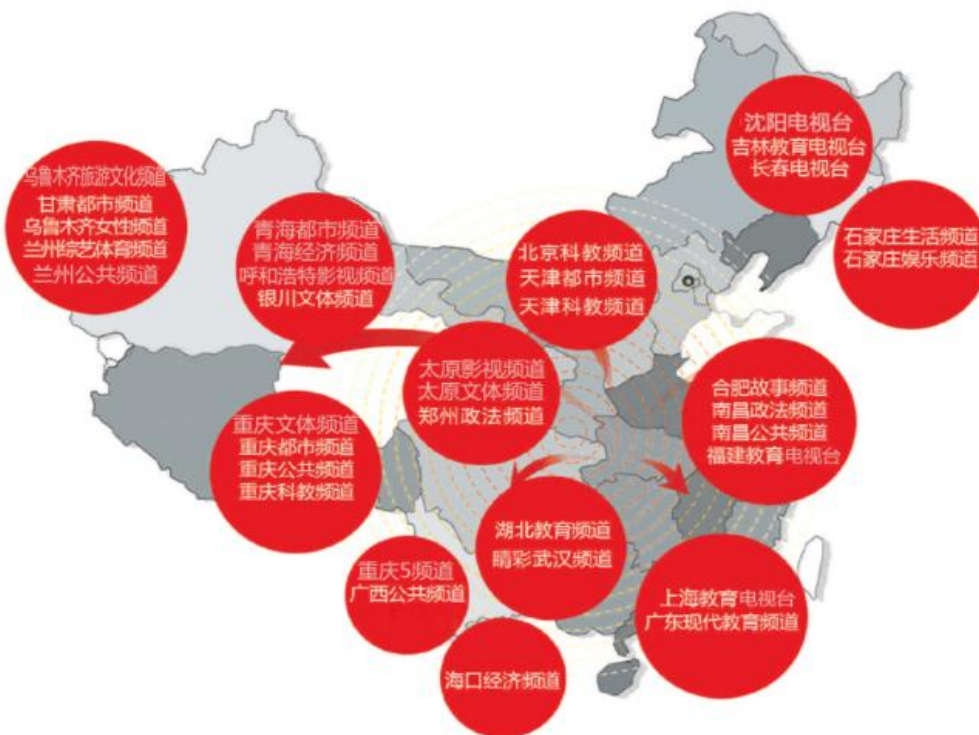 沈阳电视台
吉林教育电视台
长春电视台
乌鲁木齐旅游文化频道
甘肃都市频道
乌鲁木齐女性频道
兰州综艺体育频道
兰州公共频道
青海都市频道
青海经济频道
呼和浩特影视频道
银川文体频道
北京科教频道
天津都市频道
天津科教频道
石家庄生活频道
石家庄娱乐频道
太原影视频道
太原文体频道
郑州政法频道
合肥故事频道
南昌政法频道
南昌公共频道
福建教育电视台
重庆文体频道
重庆都市频道
重庆公共频道
重庆科教频道
湖北教育频道
睛彩武汉频道
重庆5频道
广西公共频道
上海教育电视台
广东现代教育频道
海口经济频道